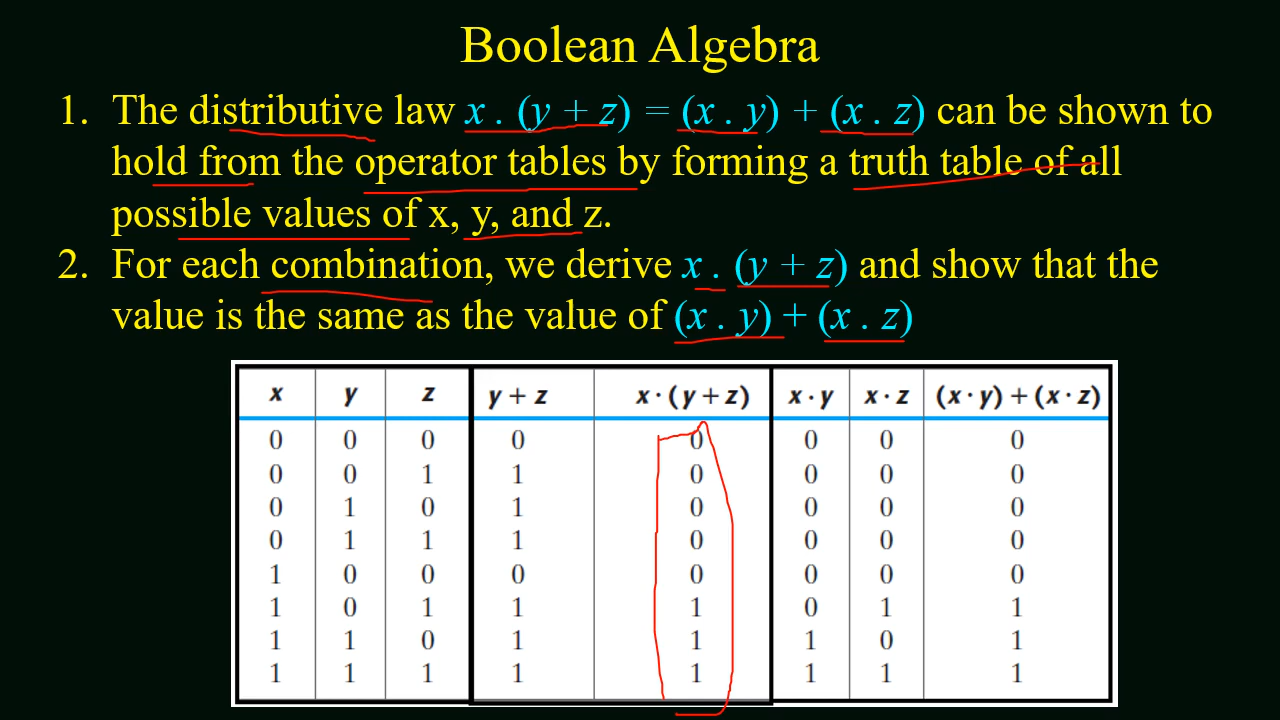 Boolean Algebra
1. The distributive law x . (y + z) = (x . y) + (x . z) can be shown to
hold from the operator tables by forming a truth table of all
possible values of x, y, and z.
2. For each combination, we derive x . (y + z) and show that the
value is the same as the value of (x . y) + (x . z)
x y z y + z x · (y + z) x · y x · z (x · y) + (x · z)
0 0 0 0 0 0 0 0
0 0 1 1 0 0 0 0
0 1 0 1 0 0 0 0
0 1 1 1 0 0 0 0
1 0 0 0 0 0 0 0
1 0 1 1 1 0 1 1
1 1 0 1 1 1 0 1
1 1 1 1 1 1 1 1